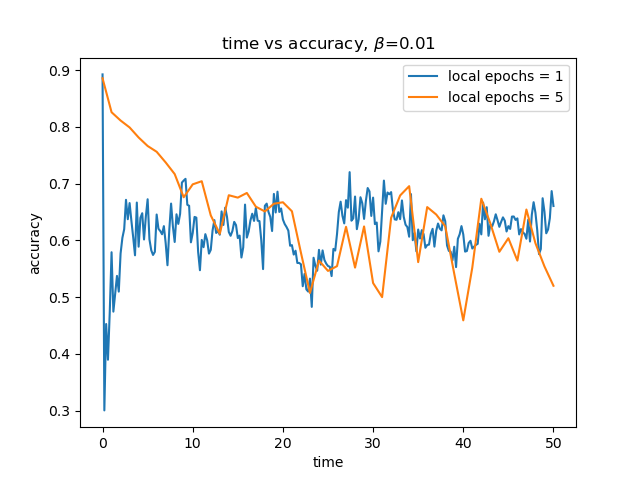 time vs accuracy, β=0.01
local epochs = 1
local epochs = 5
accuracy
0.9
0.8
0.7
0.6
0.5
0.4
0.3
0 10 20 30 40 50
time